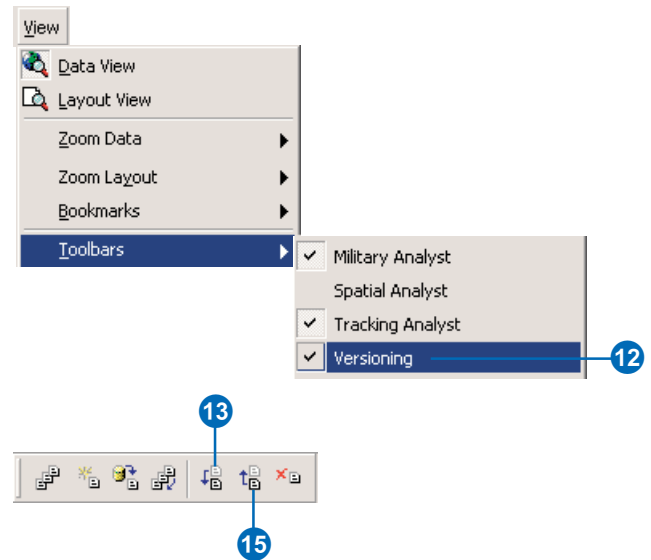 View
Data View
Layout View
Zoom Data
Zoom Layout
Bookmarks
Toolbars
Military Analyst
Spatial Analyst
Tracking Analyst
Versioning
12
13
15